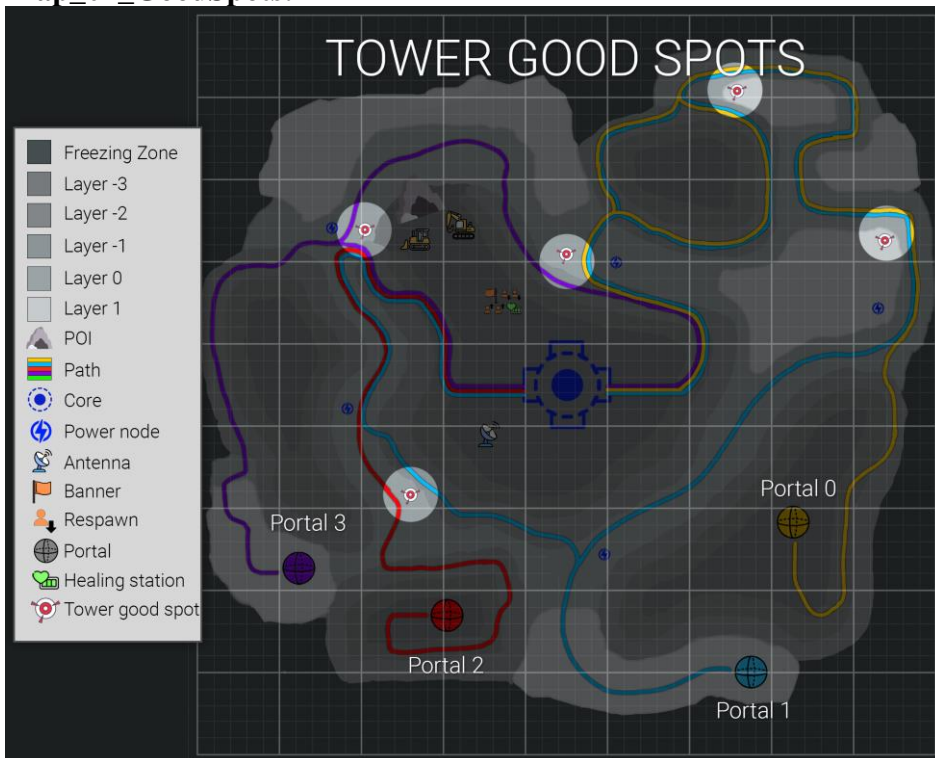 TOWER GOOD SPOTS
Freezing Zone
Layer -3
Layer -2
Layer -1
Layer 0
Layer 1
POI
Path
Core
Power node
Antenna
Banner
Respawn
Portal
Healing station
Tower good spot
Portal 0
Portal 3
Portal 2
Portal 1